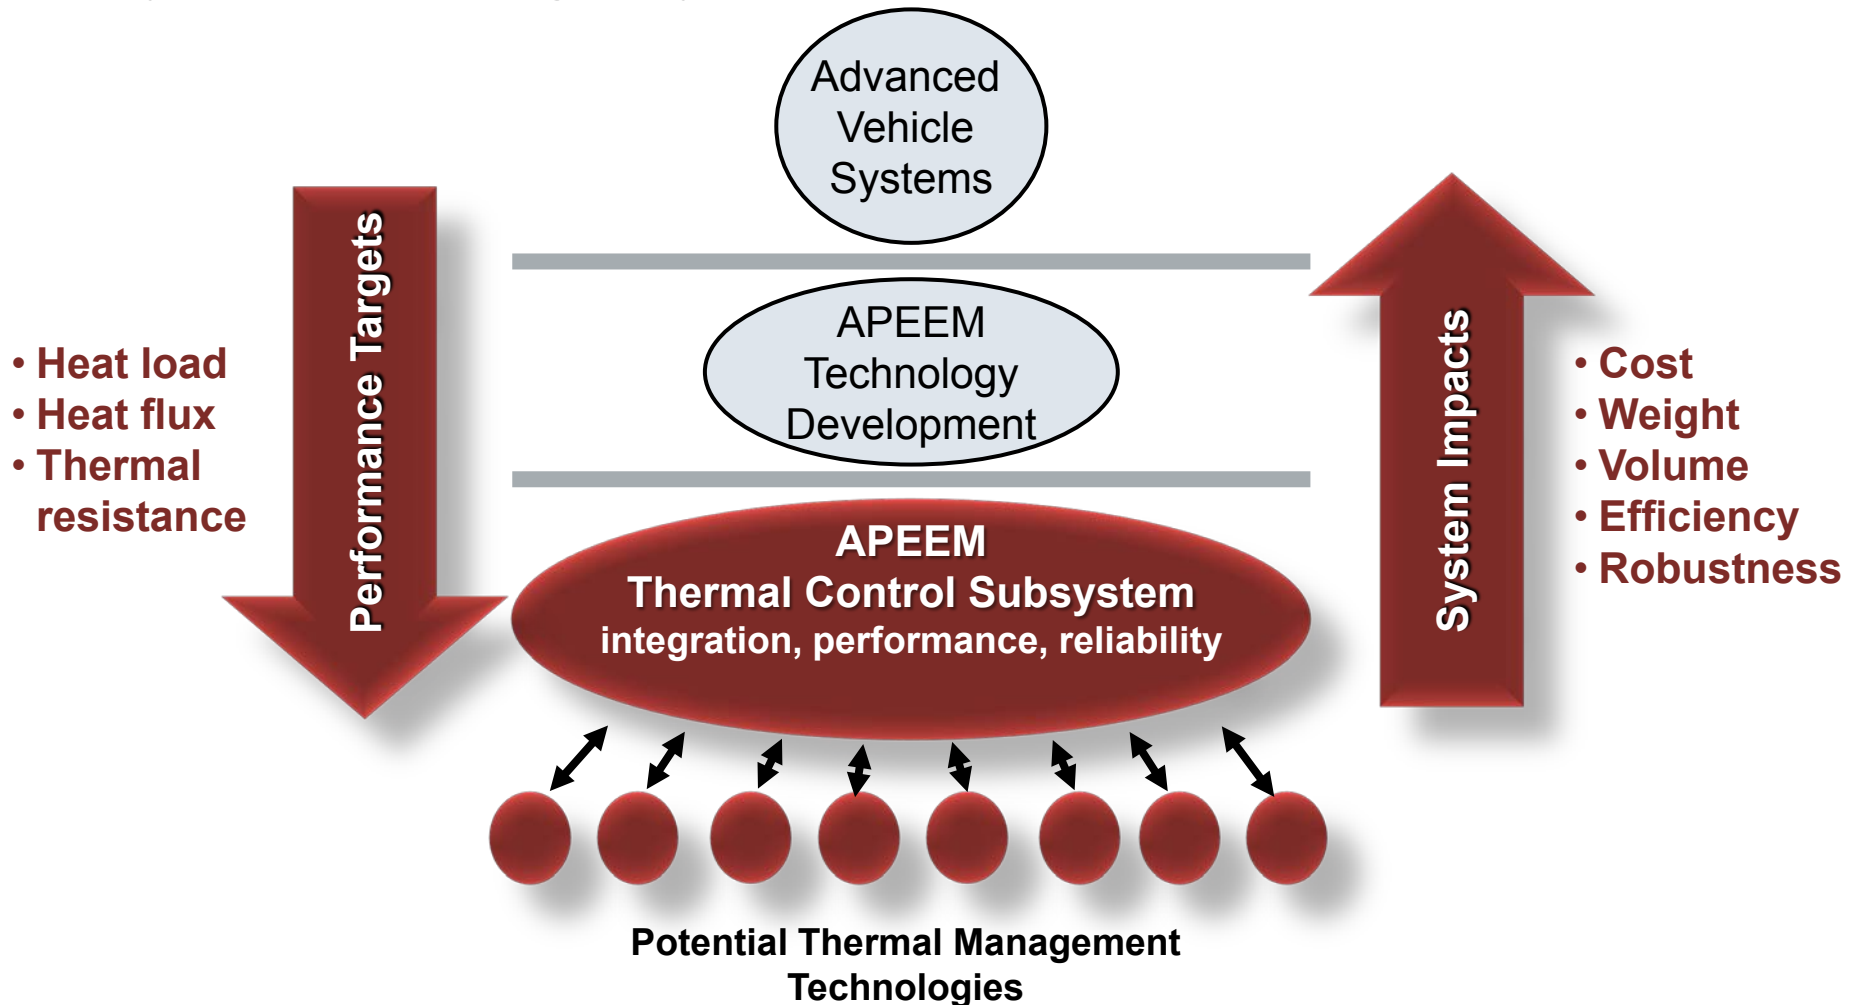 Advanced
Vehicle
Systems
Performance Targets
• Heat load
• Heat flux
• Thermal
resistance
APEEM
Technology
Development
System Impacts
• Cost
• Weight
• Volume
• Efficiency
• Robustness
APEEM
Thermal Control Subsystem
integration, performance, reliability
Potential Thermal Management
Technologies